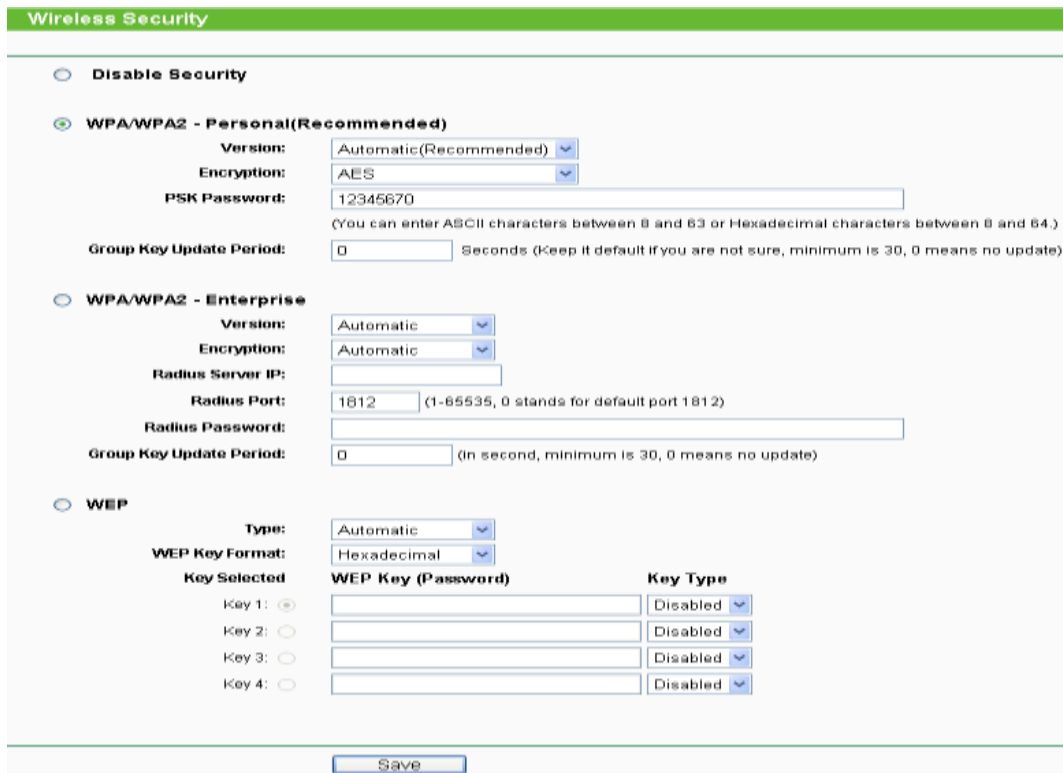 Wireless Security
Disable Security
WPA/WPA2 - Personal(Recommended)
Version: Automatic(Recommended)
Encryption: AES
PSK Password: 12345670
(You can enter ASCII characters between 8 and 63 or Hexadecimal characters between 8 and 64.)
Group Key Update Period: 0 Seconds (Keep it default if you are not sure, minimum is 30, 0 means no update)
WPA/WPA2 - Enterprise
Version: Automatic
Encryption: Automatic
Radius Server IP:
Radius Port: 1812 (1-65535, 0 stands for default port 1812)
Radius Password:
Group Key Update Period: 0 (in second, minimum is 30, 0 means no update)
WEP
Type: Automatic
WEP Key Format: Hexadecimal
Key Selected WEP Key (Password) Key Type
Key 1: Disabled
Key 2: Disabled
Key 3: Disabled
Key 4: Disabled
Save